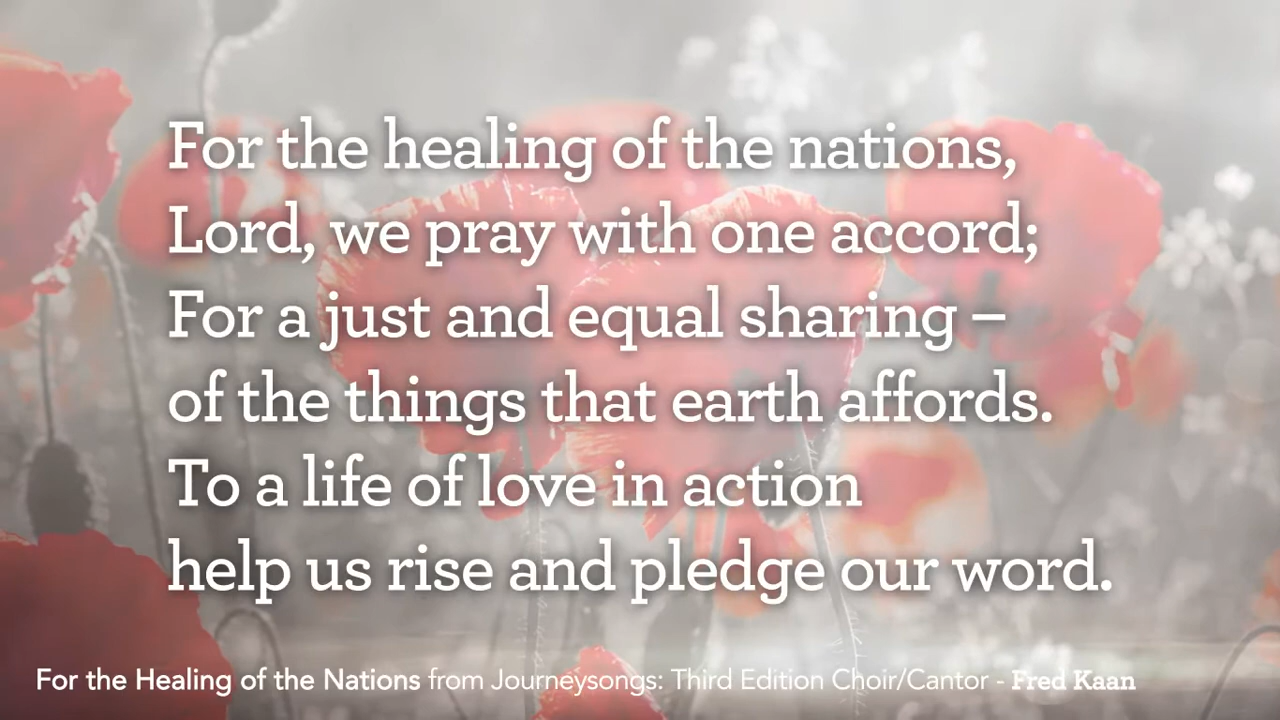 For the healing of the nations,
Lord, we pray with one accord;
For a just and equal sharing –
of the things that earth affords.
To a life of love in action
help us rise and pledge our word.
For the Healing of the Nations from Journeysongs: Third Edition Choir/Cantor - Fred Kaan